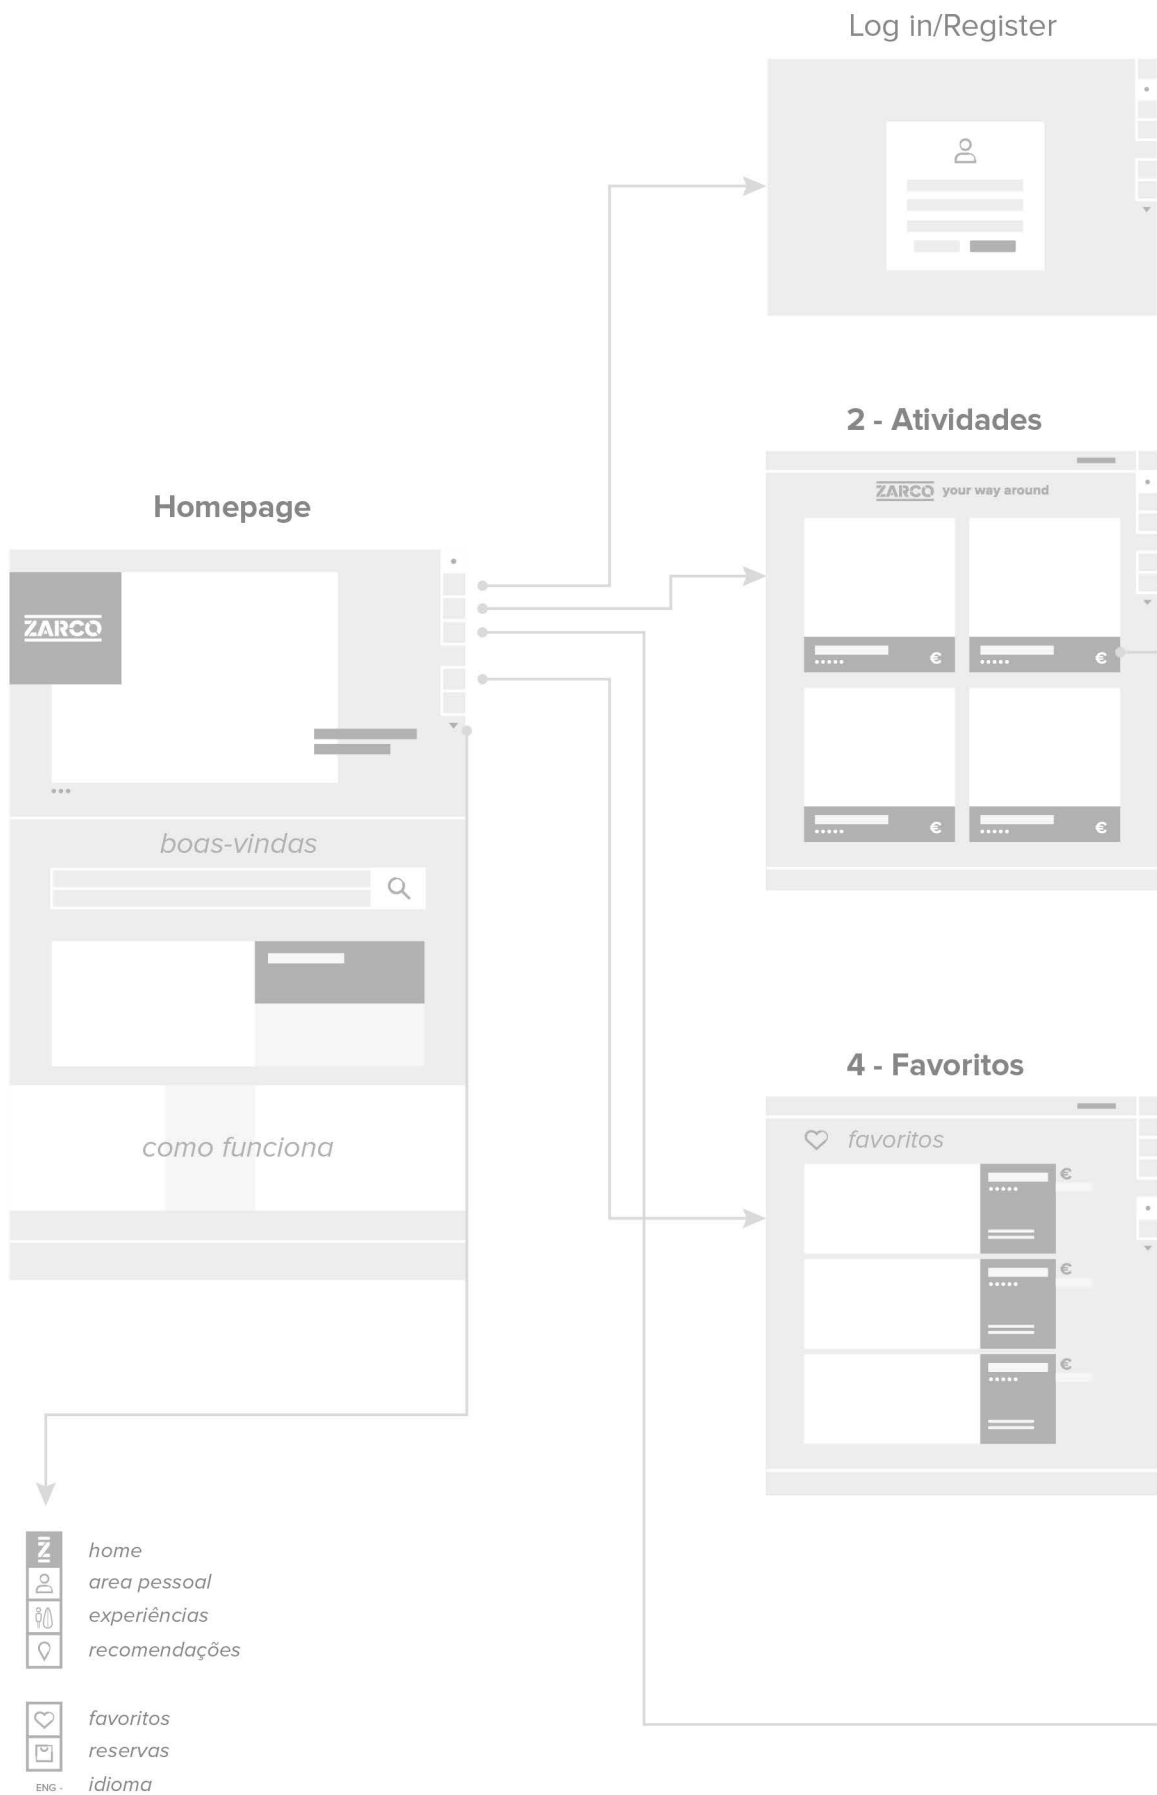 Log in/Register
2 - Atividades
ZARCO your way around
€
€
€
€
Homepage
ZARCO
boas-vindas
como funciona
4 - Favoritos
favoritos
€
€
€
Z
home
area pessoal
experiências
recomendações
favoritos
reservas
ENG -
idioma